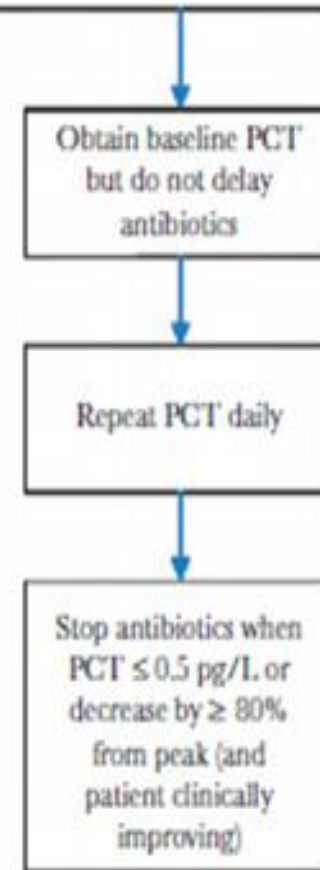 Obtain baseline PCT
but do not delay
antibiotics
Repeat PCT daily
Stop antibiotics when
PCT ≤ 0.5 pg/L or
decrease by ≥ 80%
from peak (and
patient clinically
improving)